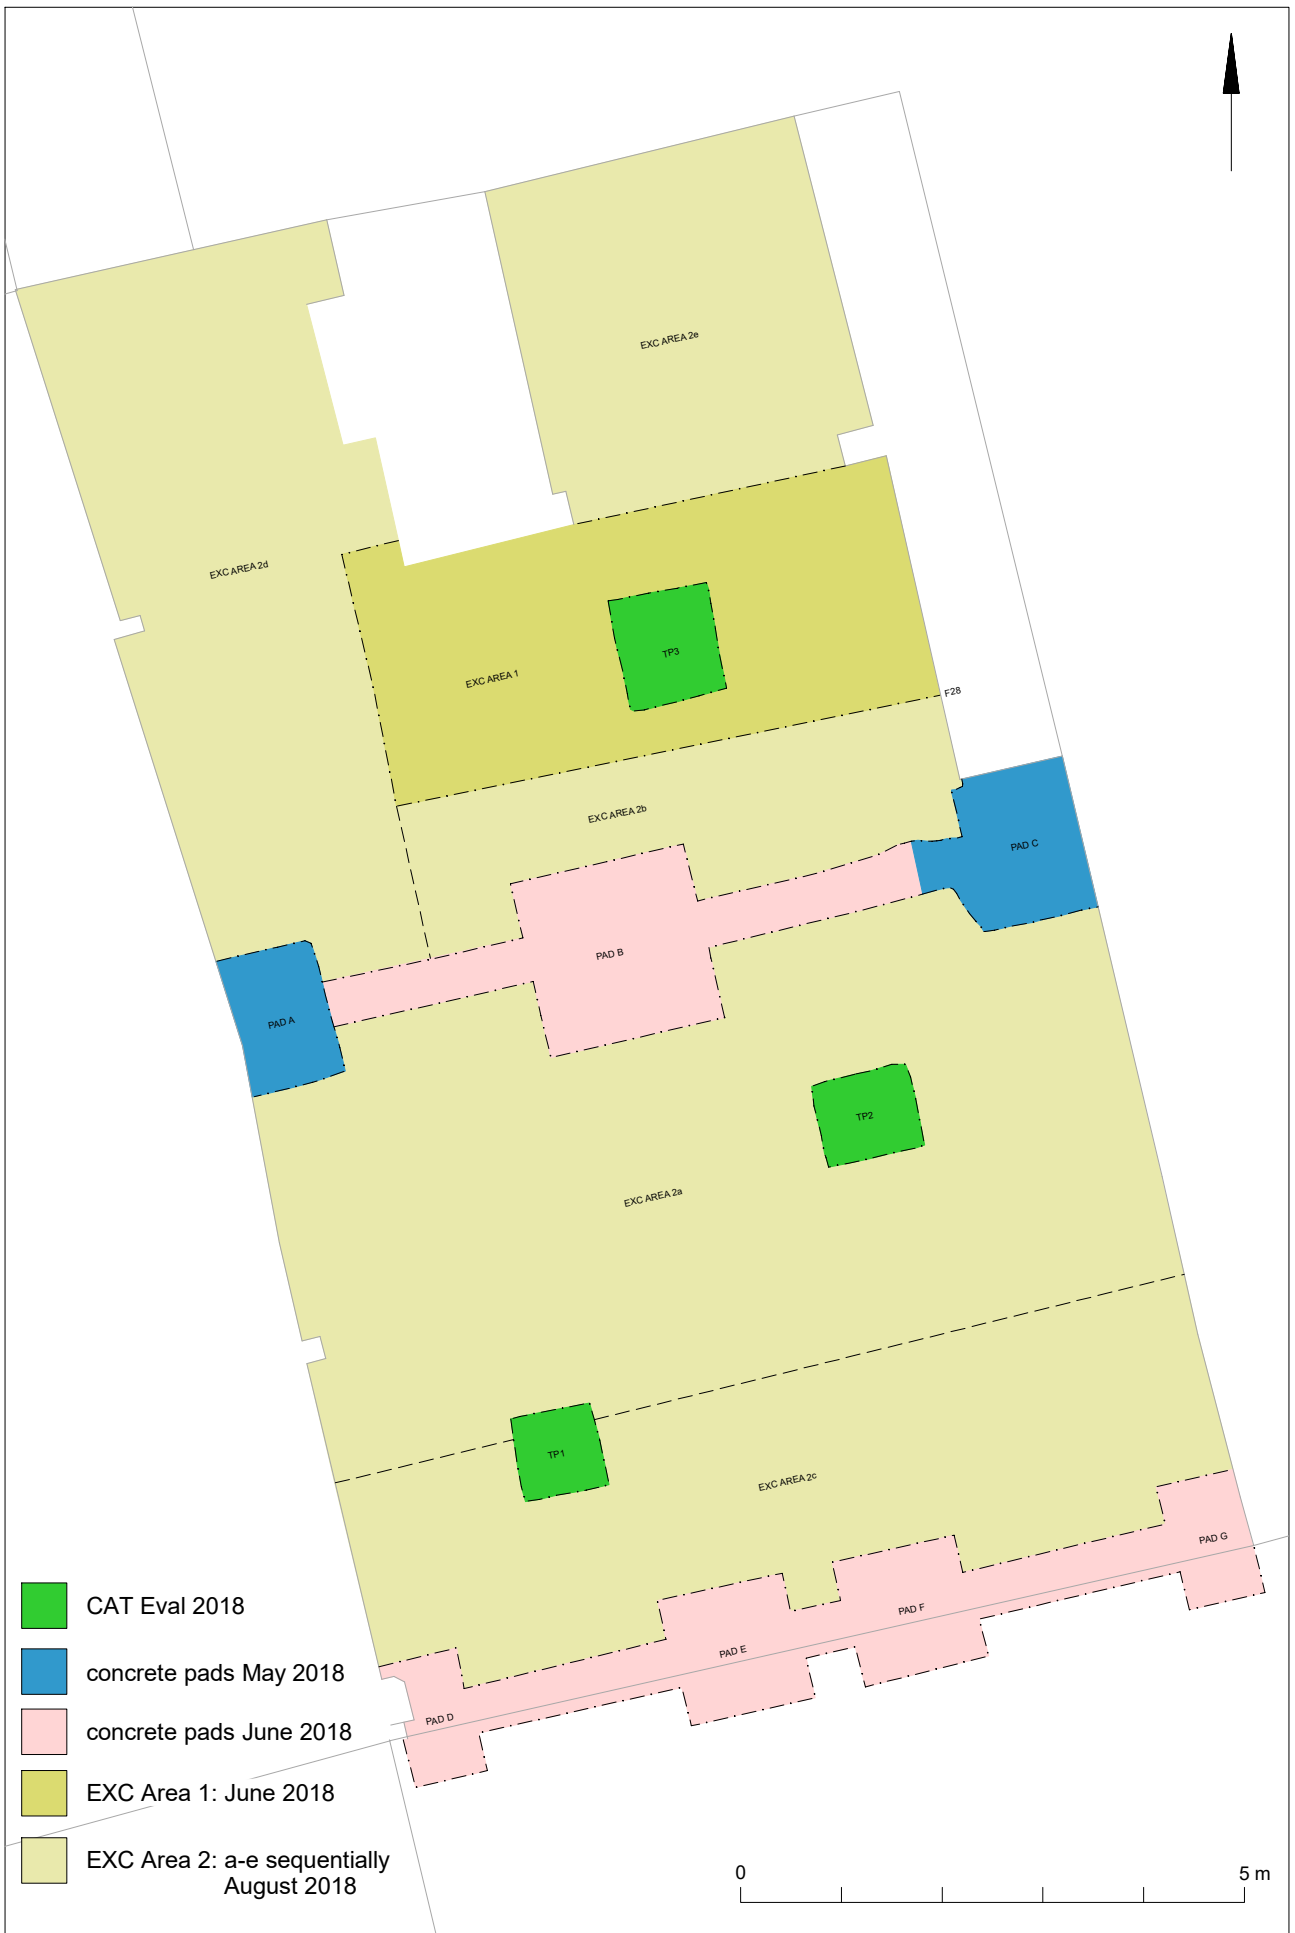 EXC AREA 2e
EXC AREA 2d
TP3
EXC AREA 1
F28
EXC AREA 2b
PAD C
PAD B
PAD A
TP2
EXC AREA 2a
TP1
EXC AREA 2c
PAD G
PAD F
PAD E
PAD D
CAT Eval 2018
concrete pads May 2018
concrete pads June 2018
EXC Area 1: June 2018
EXC Area 2: a-e sequentially
August 2018
0 5 m